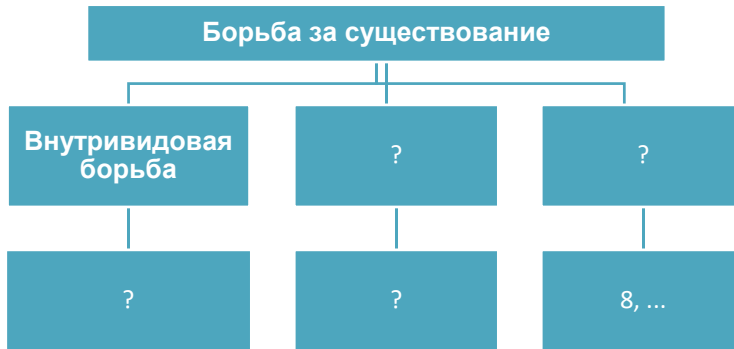 Борьба за существование
Внутривидовая
борьба
?
?
?
?
8, ...